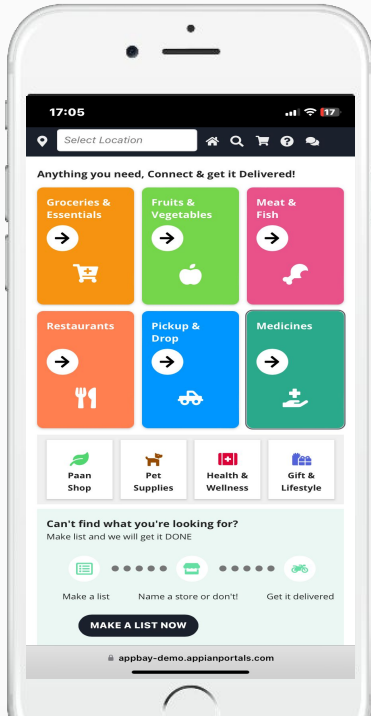 17:05
17
Select Location
Anything you need, Connect & get it Delivered!
Groceries &
Essentials
Fruits &
Vegetables
Meat &
Fish
Restaurants
Pickup &
Drop
Medicines
Paan
Shop
Pet
Supplies
Health &
Wellness
Gift &
Lifestyle
Can't find what you're looking for?
Make list and we will get it DONE
Make a list
Name a store or don't!
Get it delivered
MAKE A LIST NOW
appbay-demo.appianportals.com